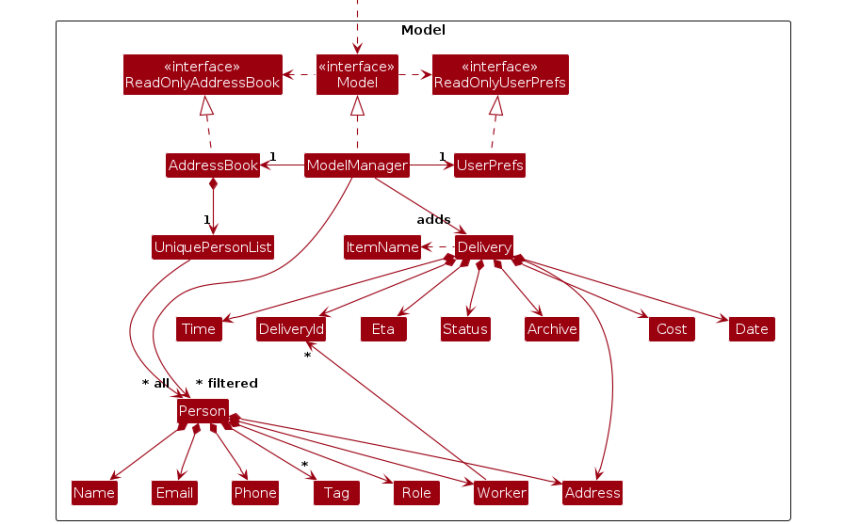 Model
«interface»
ReadOnlyAddressBook
«interface»
Model
«interface»
ReadOnlyUserPrefs
AddressBook
1
ModelManager
1
UserPrefs
1
adds
UniquePersonList
ItemName
Delivery
Time
DeliveryId
Eta
Status
Archive
Cost
Date
*
* all
* filtered
Person
*
Name
Email
Phone
Tag
Role
Worker
Address